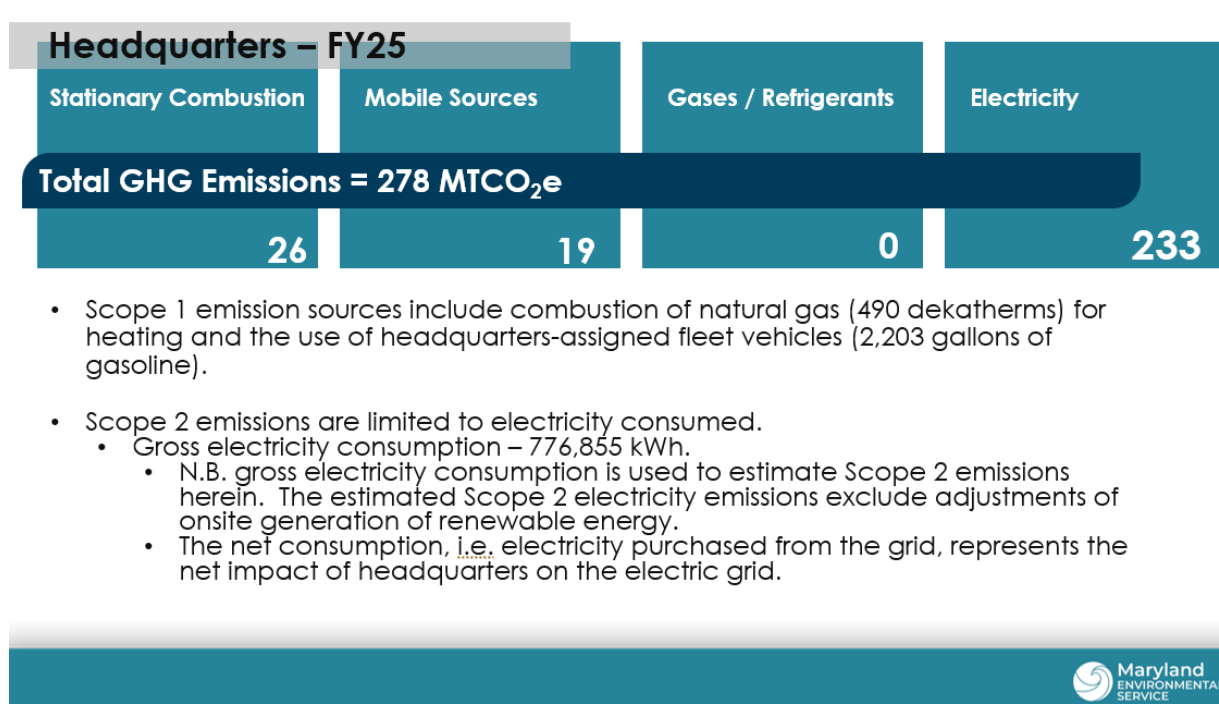 Headquarters – FY25
Stationary Combustion
Mobile Sources
Gases / Refrigerants
Electricity
Total GHG Emissions = 278 MTCO₂e
26
19
0
233
• Scope 1 emission sources include combustion of natural gas (490 dekatherms) for
heating and the use of headquarters-assigned fleet vehicles (2,203 gallons of
gasoline).
• Scope 2 emissions are limited to electricity consumed.
• Gross electricity consumption – 776,855 kWh.
• N.B. gross electricity consumption is used to estimate Scope 2 emissions
herein. The estimated Scope 2 electricity emissions exclude adjustments of
onsite generation of renewable energy.
• The net consumption, i.e. electricity purchased from the grid, represents the
net impact of headquarters on the electric grid.
Maryland
ENVIRONMENTA
SERVICE